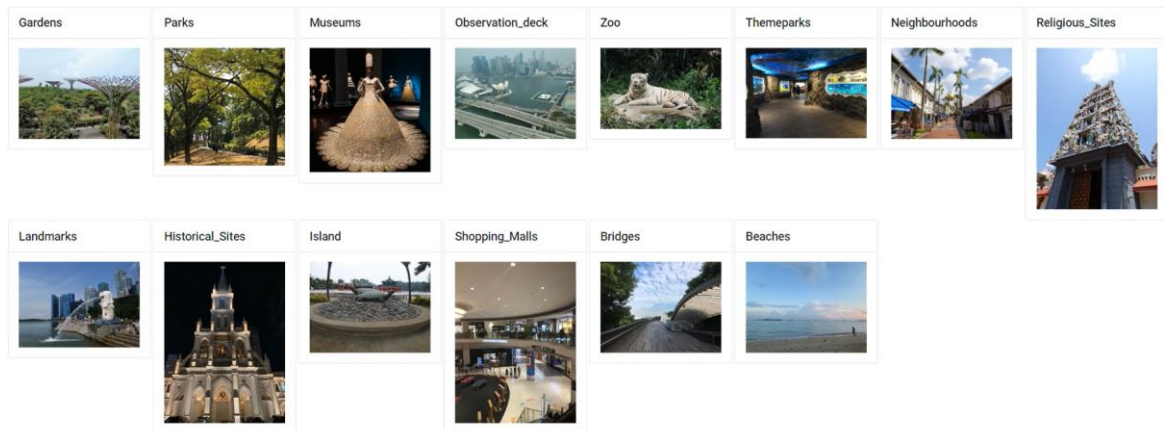 Gardens
Parks
Museums
Observation_deck
Zoo
Themeparks
Neighbourhoods
Religious_Sites
Landmarks
Historical_Sites
Island
Shopping_Malls
Bridges
Beaches